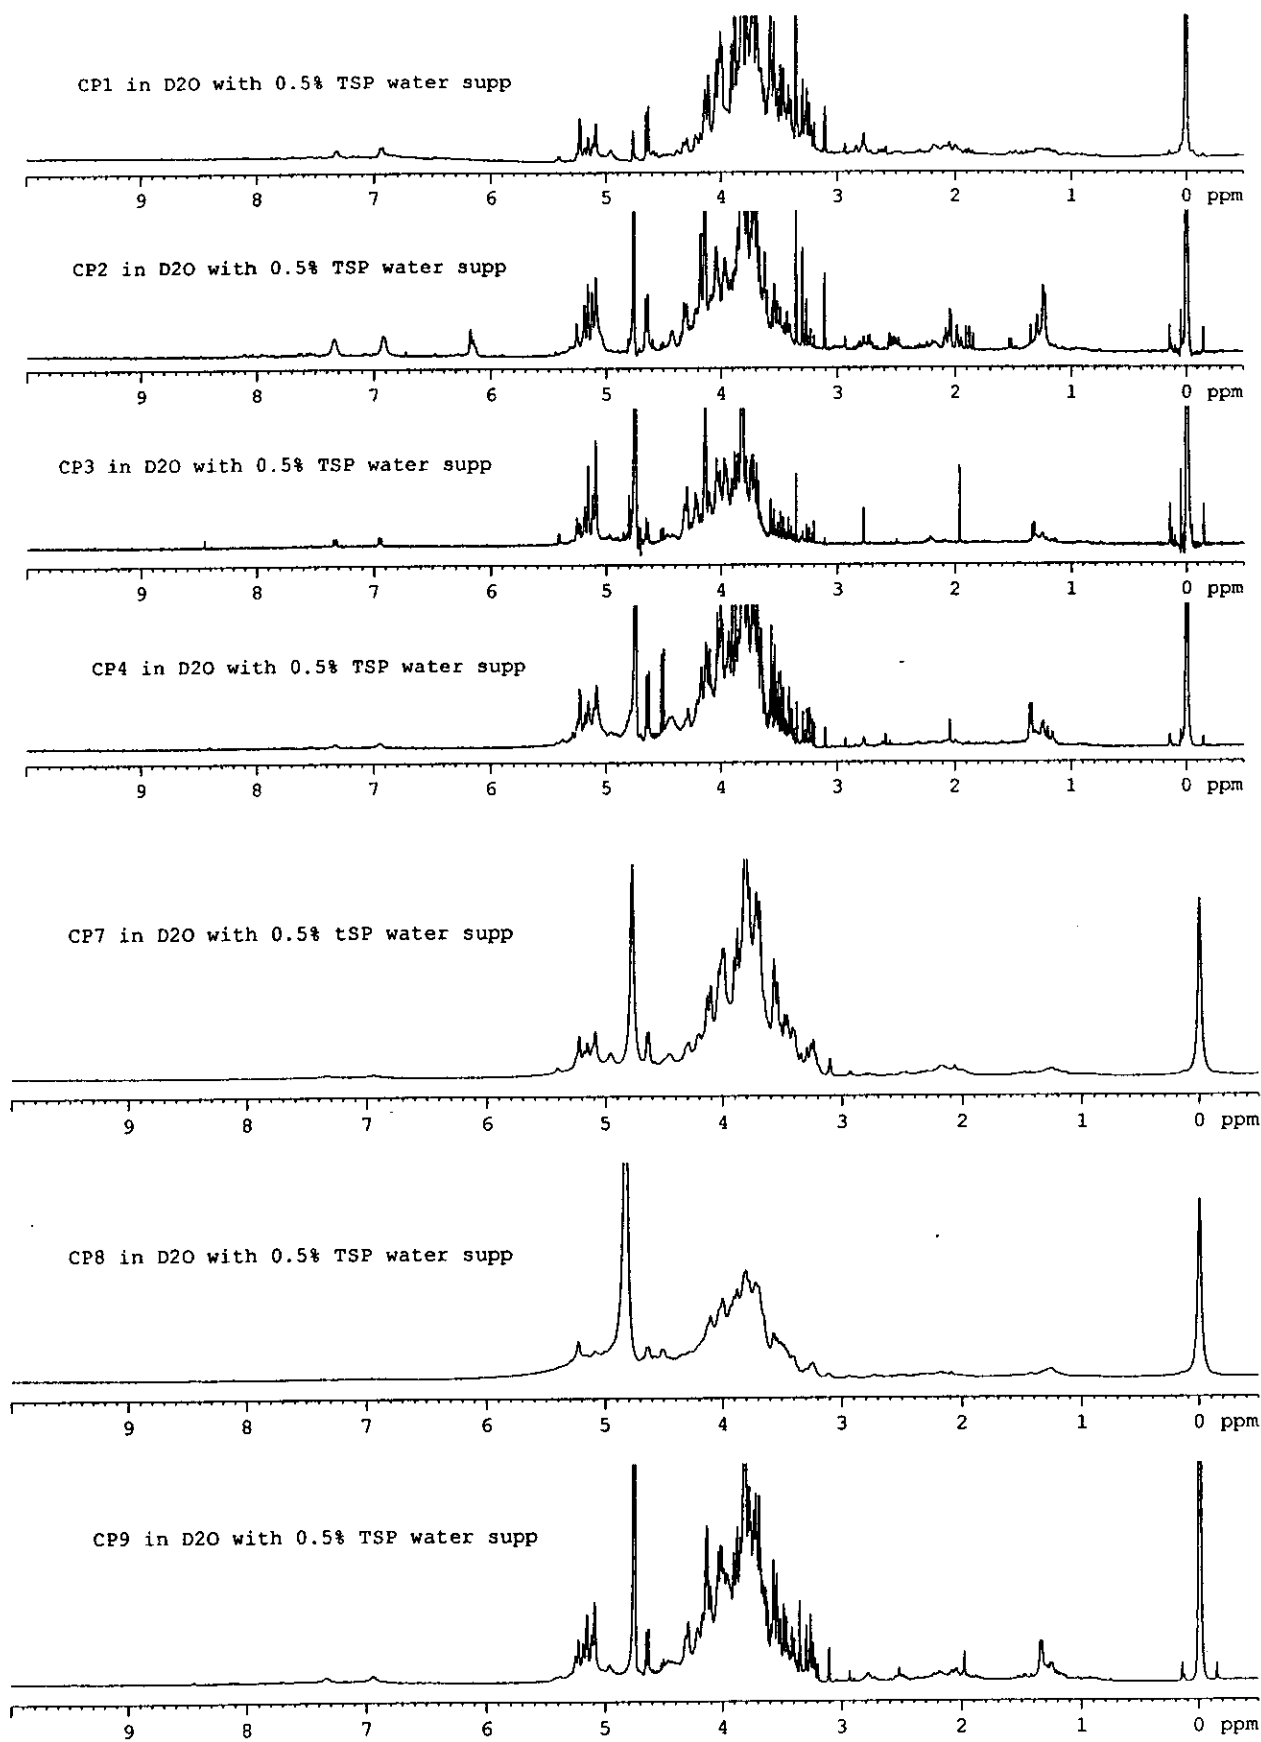 CP1 in D2O with 0.5% TSP water supp
9 8 7 6 5 4 3 2 1 0 ppm
CP2 in D2O with 0.5% TSP water supp
9 8 7 6 5 4 3 2 1 0 ppm
CP3 in D2O with 0.5% TSP water supp
9 8 7 6 5 4 3 2 1 0 ppm
CP4 in D2O with 0.5% TSP water supp
9 8 7 6 5 4 3 2 1 0 ppm
CP7 in D2O with 0.5% tSP water supp
9 8 7 6 5 4 3 2 1 0 ppm
CP8 in D2O with 0.5% TSP water supp
8 7 6 5 4 3 2 1 0 ppm
CP9 in D2O with 0.5% TSP water supp
9 8 7 6 5 4 3 2 1 0 ppm